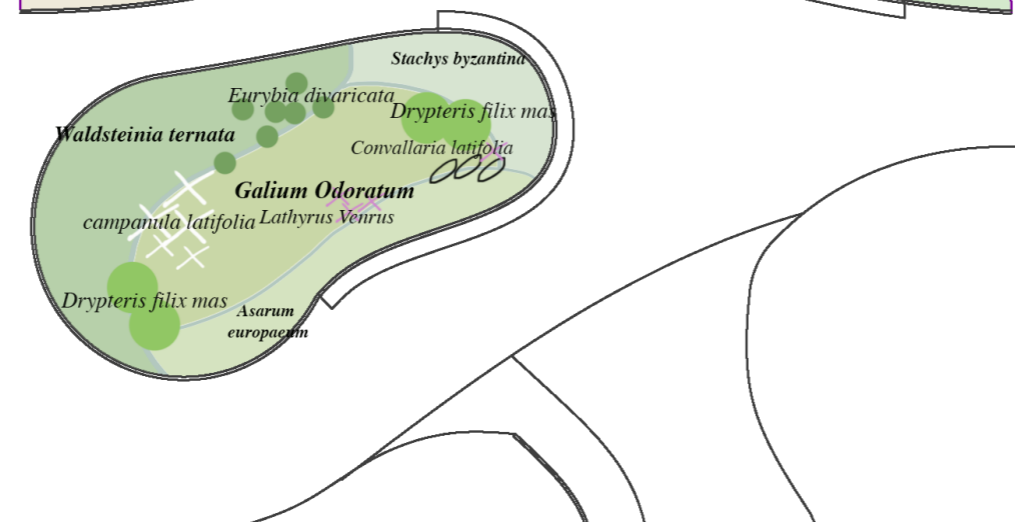 Stachys byzantina
Eurybia divaricata
Drypteris filix mas
Waldsteinia ternata
Convallaria latifolia
Galium Odoratum
campanula latifolia
Lathyrus Venrus
Drypteris filix mas
Asarum
europaeum